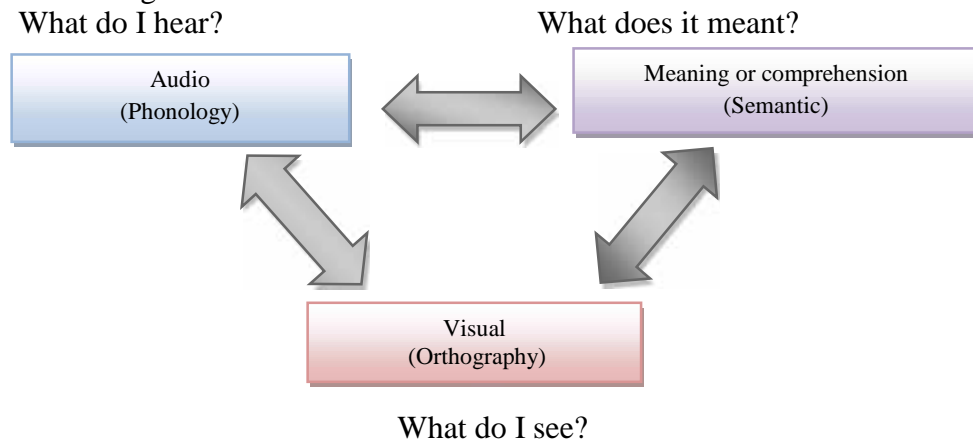 What do I hear?
What does it meant?
Audio
(Phonology)
Meaning or comprehension
(Semantic)
Visual
(Orthography)
What do I see?